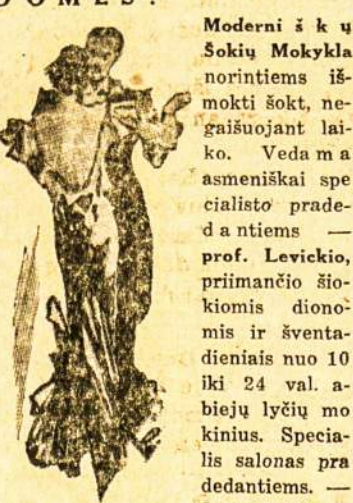 DOMĖS!
Moderni š k ų
Šokių Mokykla
norintiems iš-
mokti šokt, ne-
gaišuojant lai-
ko. Veda m a
asmeniškai spe
cialisto prade-
d a ntiems —
prof. Levickio,
priimančio šio-
kiomis diono-
mis ir šventa-
dieniais nuo 10
iki 24 val. a-
biejų lyčių mo
kinius. Specia-
lis salonas pra
dedantiems. —